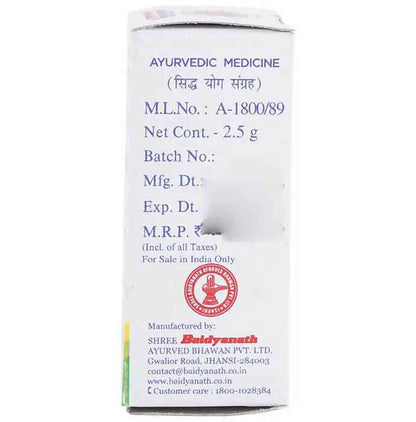 AYURVEDIC MEDICINE
(सिद्ध योग संग्रह)
M.L.No. : A-1800/89
Net Cont. - 2.5 g
Batch No.:
Mfg. Dt.:
Exp. Dt.
M.R.P. ₹
(Incl. of all Taxes)
For Sale in India Only
Manufactured by:
SHREE Baidyanath
AYURVED BHAWAN PVT. LTD.
Gwalior Road, JHANSI-284003
contact@baidyanath.co.in
www.baidyanath.co.in
Customer care : 1800-1028384